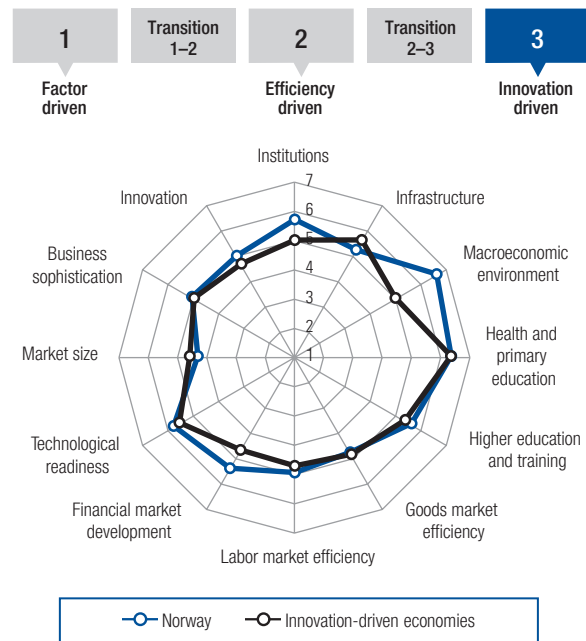 1
Transition
1–2
2
Transition
2–3
3
Factor
driven
Efficiency
driven
Innovation
driven
Institutions
7
6
5
4
3
2
1
Infrastructure
Macroeconomic
environment
Health and
primary
education
Higher education
and training
Goods market
efficiency
Labor market efficiency
Financial market
development
Technological
readiness
Market size
Business
sophistication
Innovation
Norway
Innovation-driven economies